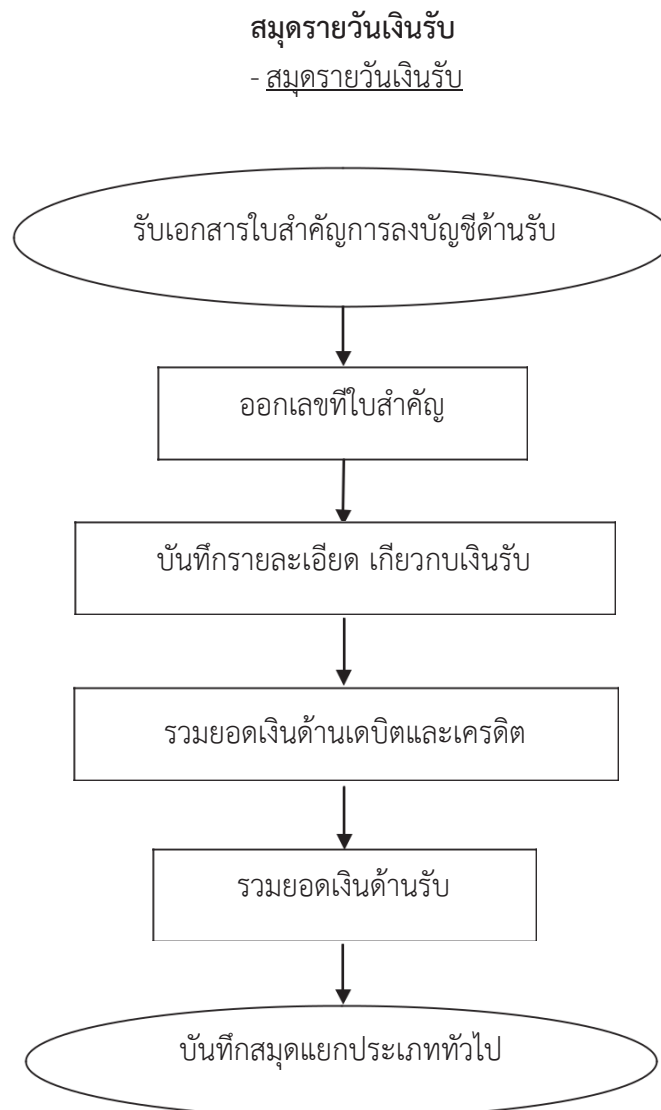 สมุดรายวันเงินรับ
- สมุดรายวันเงินรับ
รับเอกสารใบสำคัญการลงบัญชีด้านรับ
ออกเลขที่ใบสำคัญ
บันทึกรายละเอียด เกียวกบเงินรับ
รวมยอดเงินด้านเดบิตและเครดิต
รวมยอดเงินด้านรับ
บันทึกสมุดแยกประเภททัวไป